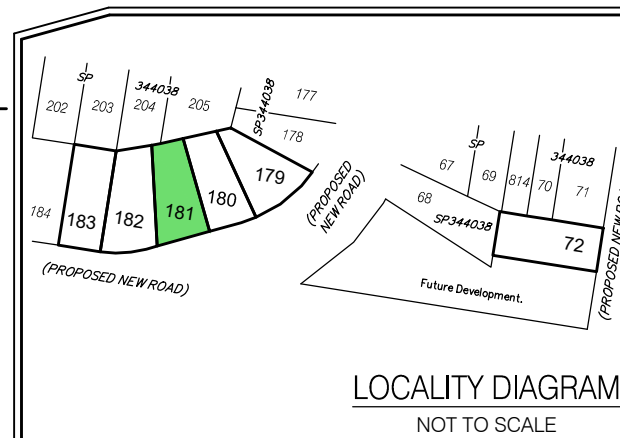 SP 344038
202 203 204 205
SP344038
177
178
184 183 182 181 180 179
(PROPOSED
NEW ROAD)
(PROPOSED NEW ROAD)
SP 344038
67 69 814 70 71
68
SP344038
72
Future Development.
(PROPOSED NEW
LOCALITY DIAGRAM
NOT TO SCALE